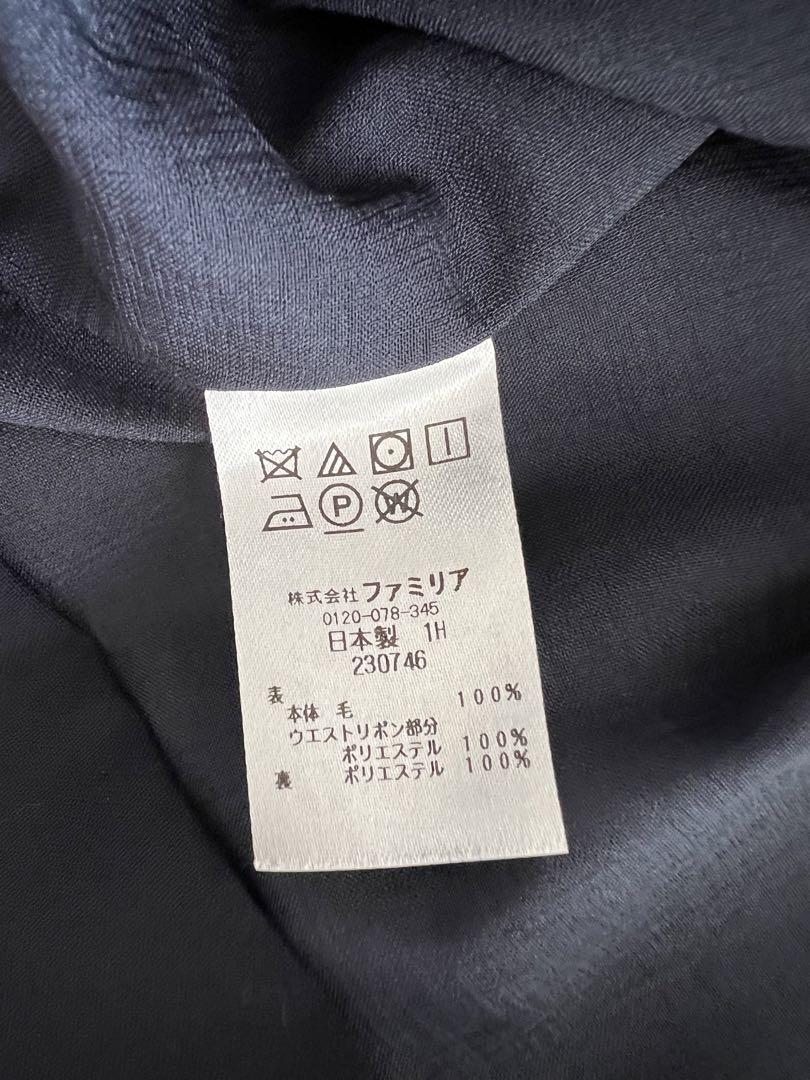 P W
株式会社 ファミリア
0120-078-345
日本製 1H
230746
表
本体 毛 100%
ウエストリボン部分
ポリエステル 100%
裏 ポリエステル 100%